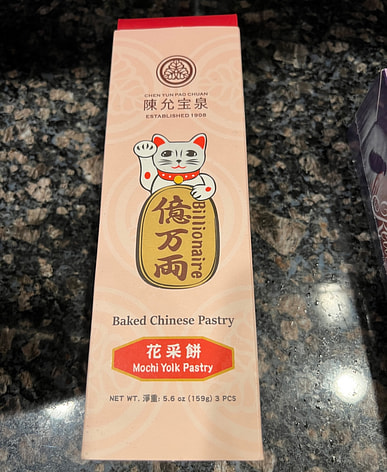 CHEN YUN PAO CHUAN
陳允宝泉
ESTABLISHED 1908
億万両
Billionaire
Baked Chinese Pastry
花采餅
Mochi Yolk Pastry
NET WT. 淨重: 5.6 oz (159g) 3 PCS